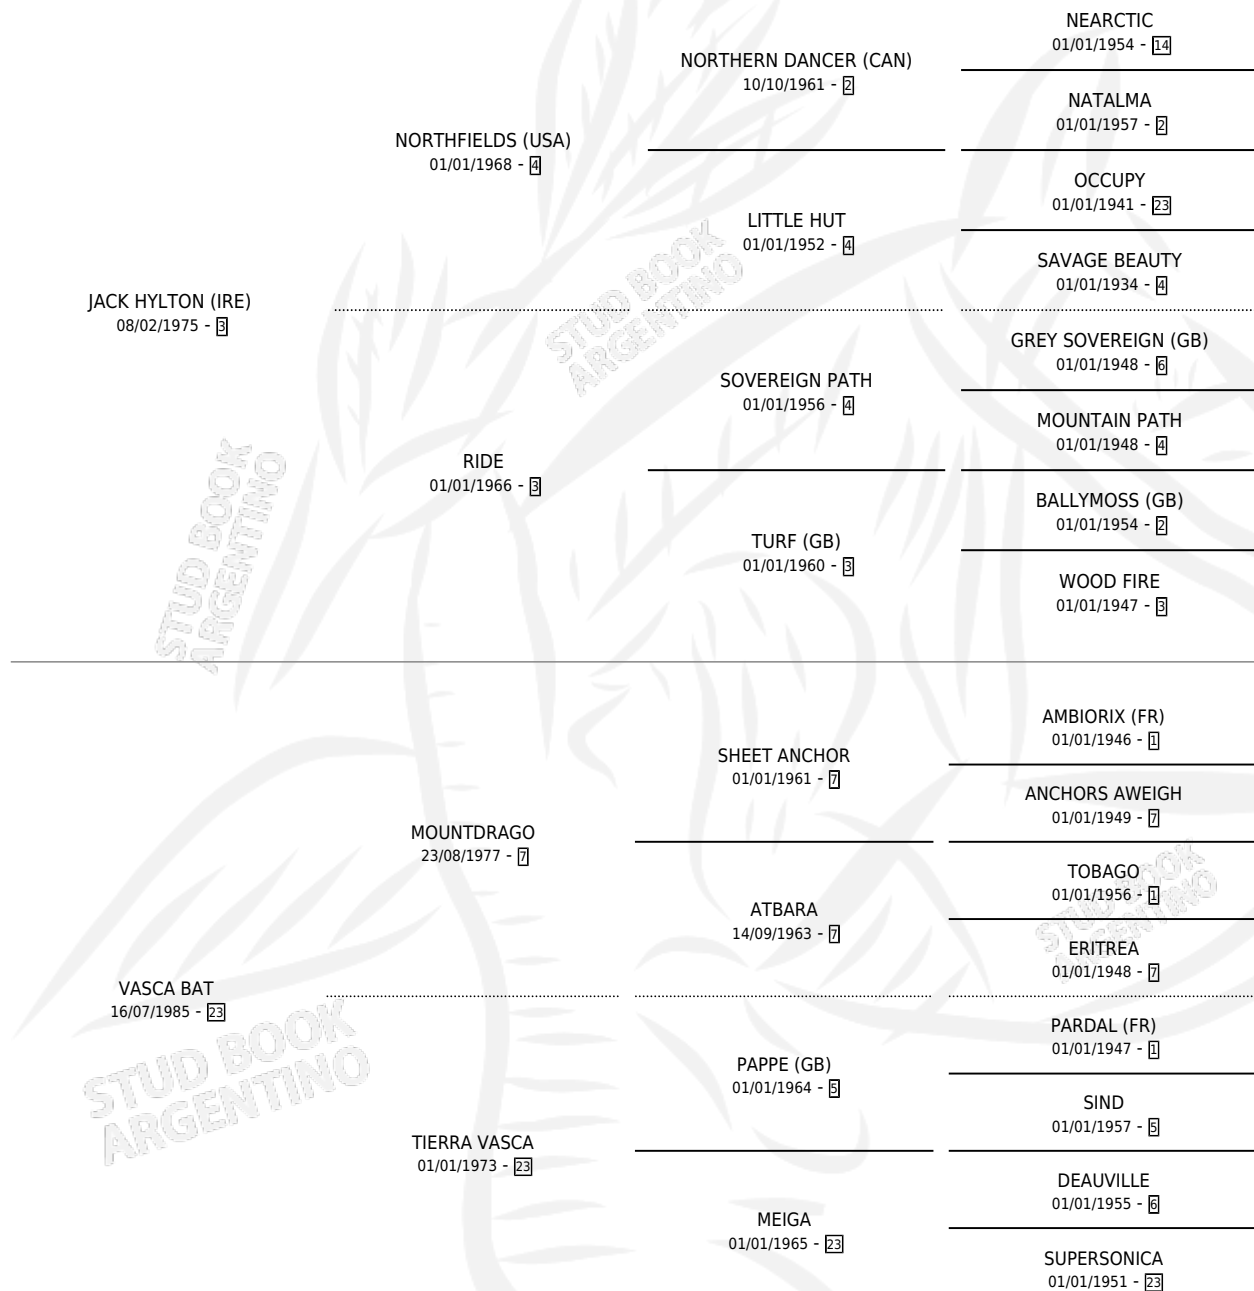 NEARCTIC
01/01/1954 - 14
NORTHERN DANCER (CAN)
10/10/1961 - 2
NATALMA
01/01/1957 - 2
NORTHFIELDS (USA)
01/01/1968 - 4
OCCUPY
01/01/1941 - 23
LITTLE HUT
01/01/1952 - 4
SAVAGE BEAUTY
01/01/1934 - 4
JACK HYLTON (IRE)
08/02/1975 - 3
GREY SOVEREIGN (GB)
01/01/1948 - 6
SOVEREIGN PATH
01/01/1956 - 4
MOUNTAIN PATH
01/01/1948 - 4
RIDE
01/01/1966 - 3
BALLYMOSS (GB)
01/01/1954 - 2
TURF (GB)
01/01/1960 - 3
WOOD FIRE
01/01/1947 - 3
AMBIORIX (FR)
01/01/1946 - 1
SHEET ANCHOR
01/01/1961 - 7
ANCHORS AWEIGH
01/01/1949 - 7
MOUNTDRAGO
23/08/1977 - 7
TOBAGO
01/01/1956 - 1
ATBARA
14/09/1963 - 7
ERITREA
01/01/1948 - 7
VASCA BAT
16/07/1985 - 23
PARDAL (FR)
01/01/1947 - 1
PAPPE (GB)
01/01/1964 - 5
SIND
01/01/1957 - 5
TIERRA VASCA
01/01/1973 - 23
DEAUVILLE
01/01/1955 - 6
MEIGA
01/01/1965 - 23
SUPERSONICA
01/01/1951 - 23
STUD BOOK
ARGENTINO
STUD BOOK
ARGENTINO
STUD BOOK
ARGENTINO
STUD BOOK
ARGENTINO